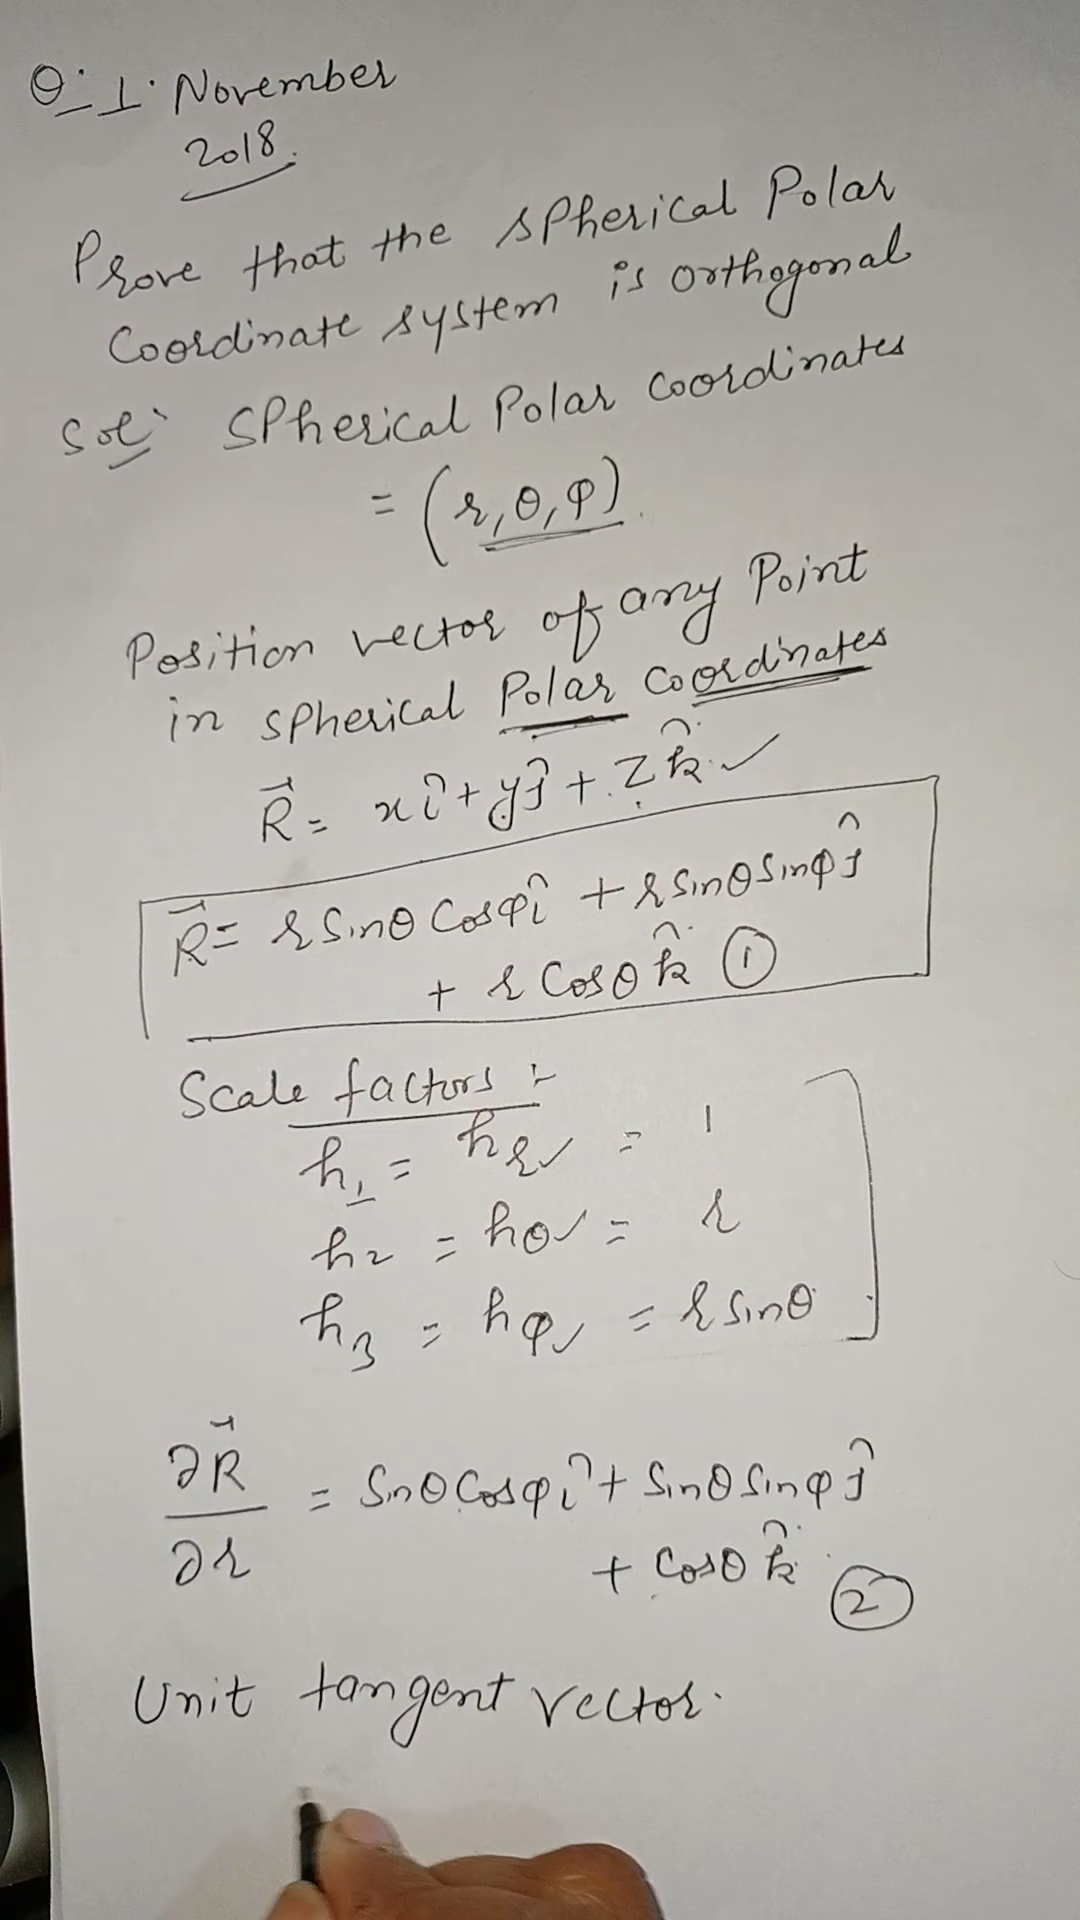 Q:-1. November
2018.
Prove that the spherical Polar
Coordinate system is orthogonal
Sol:- Spherical Polar Coordinates
= (r, θ, φ)
Position vector of any Point
in spherical Polar Coordinates
R⃗ = xî + yĵ + zk̂ ✓
R⃗ = r Sinθ Cosφ î + r Sinθ Sinφ ĵ
+ r Cosθ k̂ ①
Scale factors :-
h₁ = hr ✓ = 1
h₂ = hθ ✓ = r
h₃ = hφ ✓ = r Sinθ
∂R⃗/∂r = Sinθ Cosφ î + Sinθ Sinφ ĵ
+ Cosθ k̂ ②
Unit tangent vector.